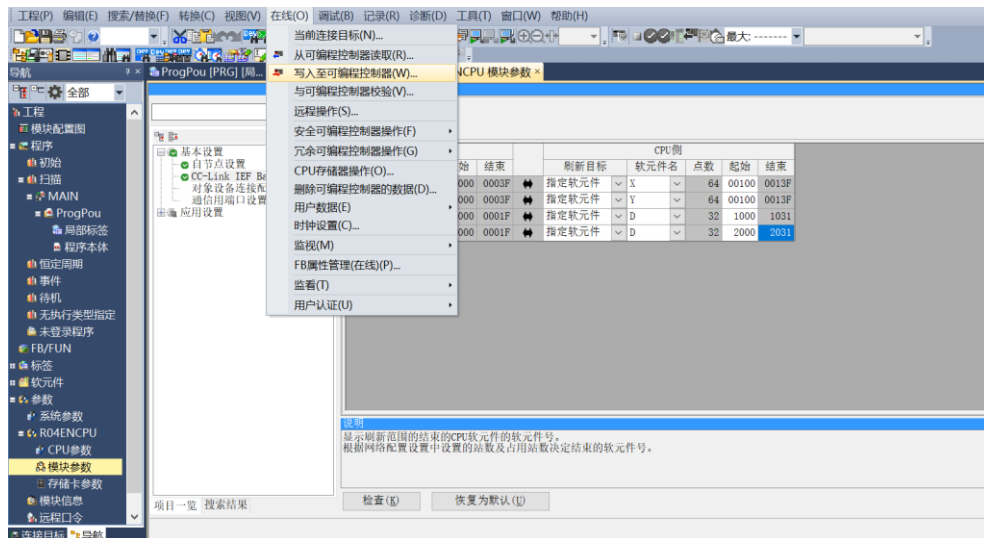 工程(P) 编辑(E) 搜索/替换(F) 转换(C) 视图(V) 在线(O) 调试(B) 记录(R) 诊断(D) 工具(T) 窗口(W) 帮助(H)
最大: --------
导航
ProgPou [PRG] [局...
NCPU 模块参数
全部
工程
模块配置图
程序
初始
扫描
MAIN
ProgPou
局部标签
程序本体
恒定周期
事件
待机
无执行类型指定
未登录程序
FB/FUN
标签
软元件
参数
系统参数
R04ENCPU
CPU参数
模块参数
存储卡参数
模块信息
远程口令
连接目标 导航
基本设置
自节点设置
CC-Link IEF Ba
对象设备连接配
通信用端口设置
应用设置
项目一览 搜索结果
当前连接目标(N)...
从可编程控制器读取(R)...
写入至可编程控制器(W)...
与可编程控制器校验(V)...
远程操作(S)...
安全可编程控制器操作(F)
冗余可编程控制器操作(G)
CPU存储器操作(O)...
删除可编程控制器的数据(D)...
用户数据(E)
时钟设置(C)...
监视(M)
FB属性管理(在线)(P)...
监看(T)
用户认证(U)
CPU侧
始 结束 刷新目标 软元件名 点数 起始 结束
000 0003F 指定软元件 X 64 00100 0013F
000 0003F 指定软元件 Y 64 00100 0013F
000 0001F 指定软元件 D 32 1000 1031
000 0001F 指定软元件 D 32 2000 2031
说明
显示刷新范围的结束的CPU软元件的软元件号。
根据网络配置设置中设置的站数及占用站数决定结束的软元件号。
检查(K) 恢复为默认(U)